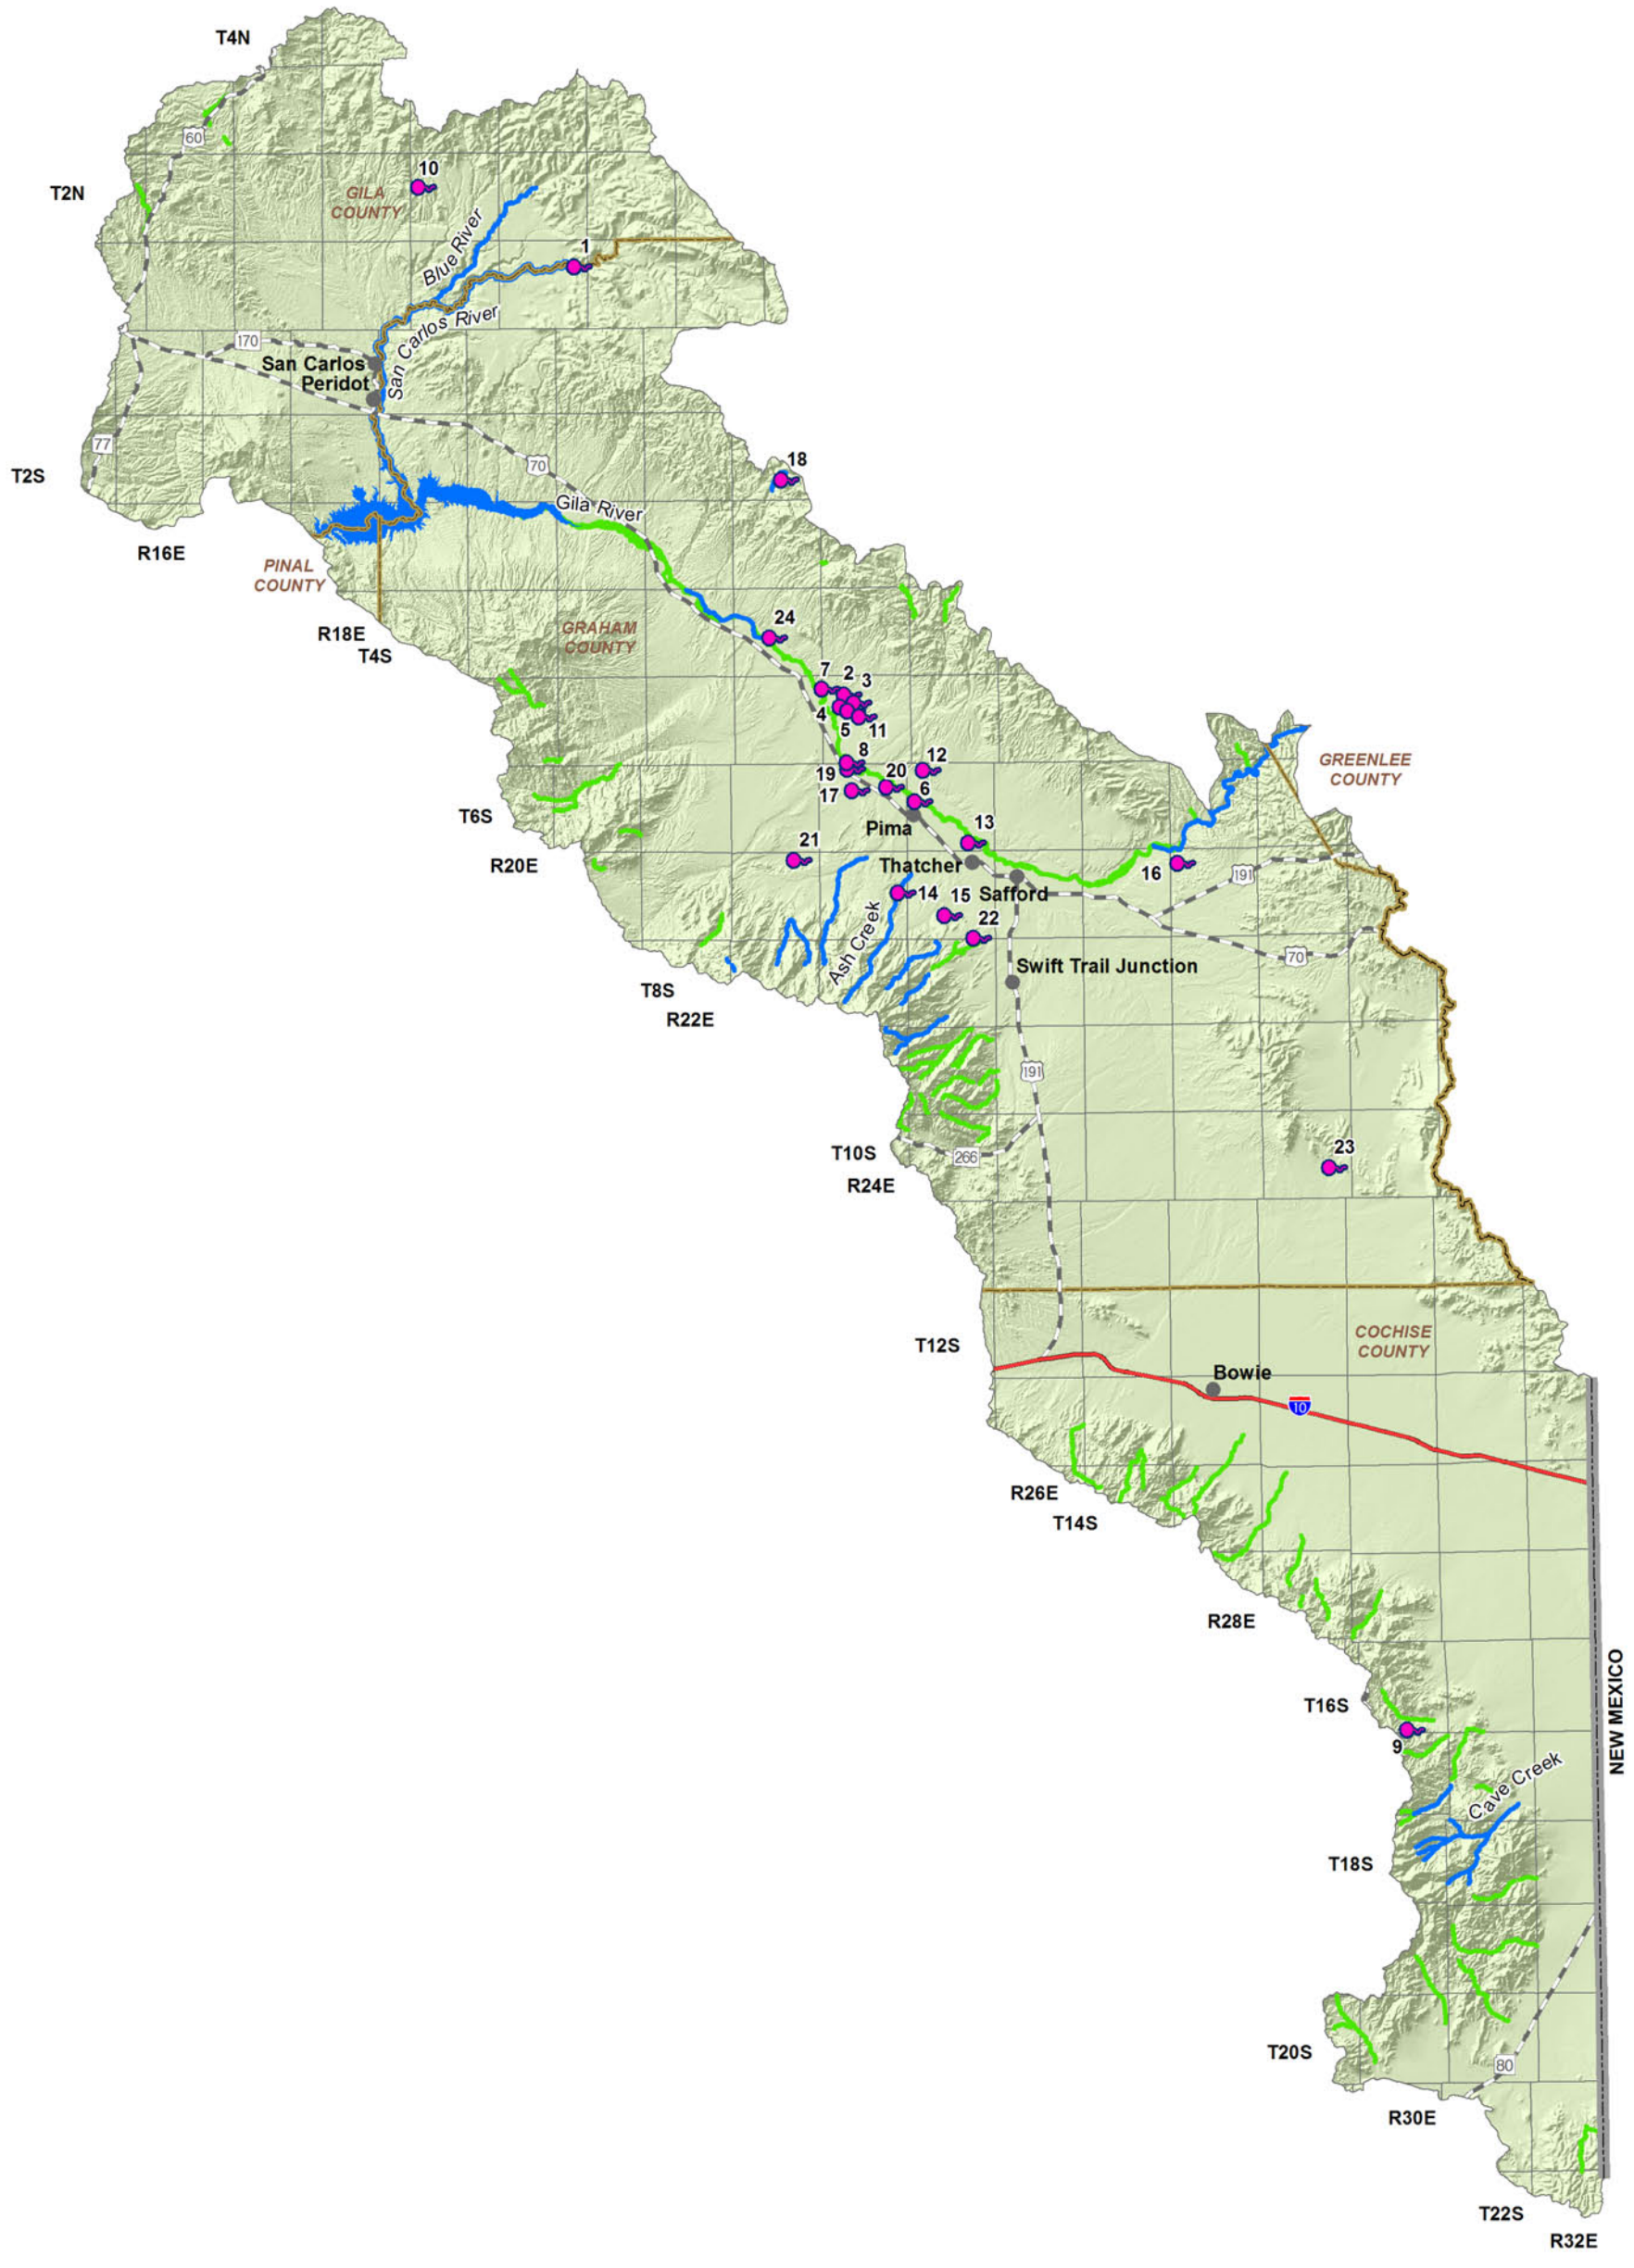 T4N
60
T2N
10
GILA
COUNTY
Blue River
1
San Carlos River
170
San Carlos
Peridot
77
T2S
70
18
Gila River
R16E
PINAL
COUNTY
R18E
T4S
GRAHAM
COUNTY
24
7
2
3
4
5
11
8
12
19
20
17
6
GREENLEE
COUNTY
T6S
Pima
13
R20E
21
Thatcher
16
191
14
15
Safford
Ash Creek
22
70
T8S
Swift Trail Junction
R22E
191
T10S
266
23
R24E
T12S
COCHISE
COUNTY
Bowie
10
R26E
T14S
R28E
T16S
NEW MEXICO
9
Cave Creek
T18S
T20S
80
R30E
T22S
R32E